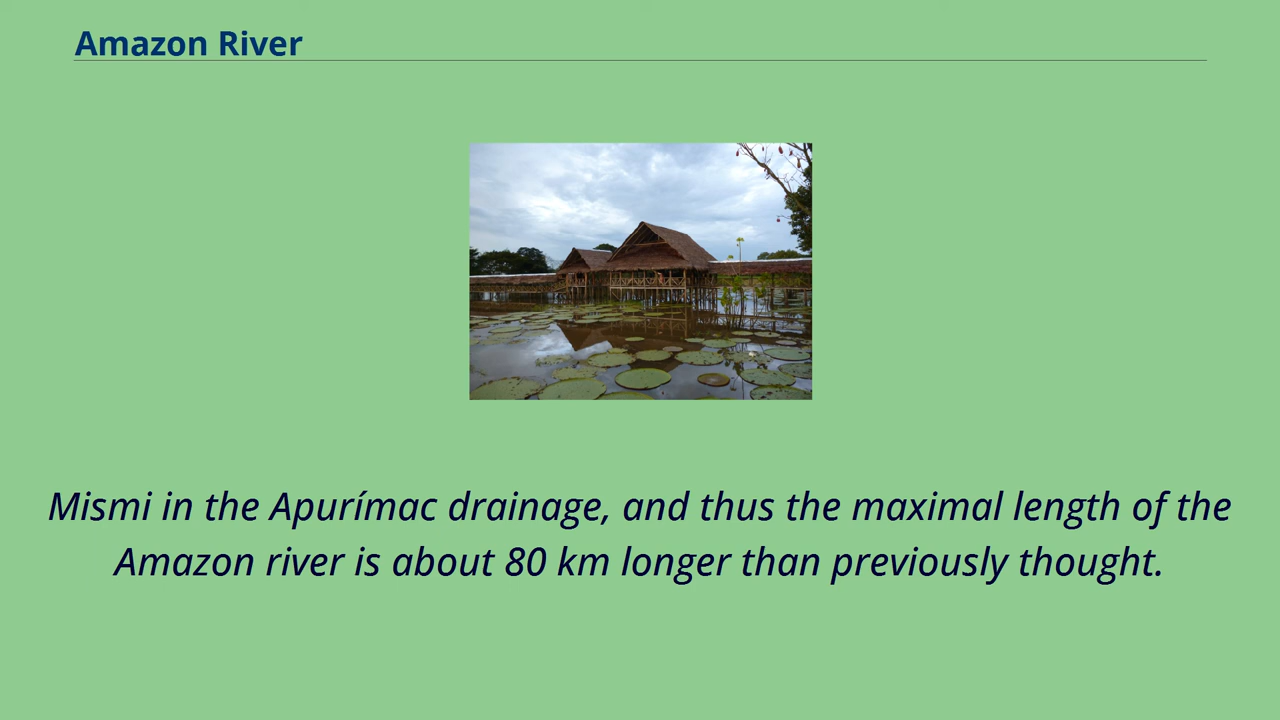 Amazon River
Mismi in the Apurímac drainage, and thus the maximal length of the
Amazon river is about 80 km longer than previously thought.